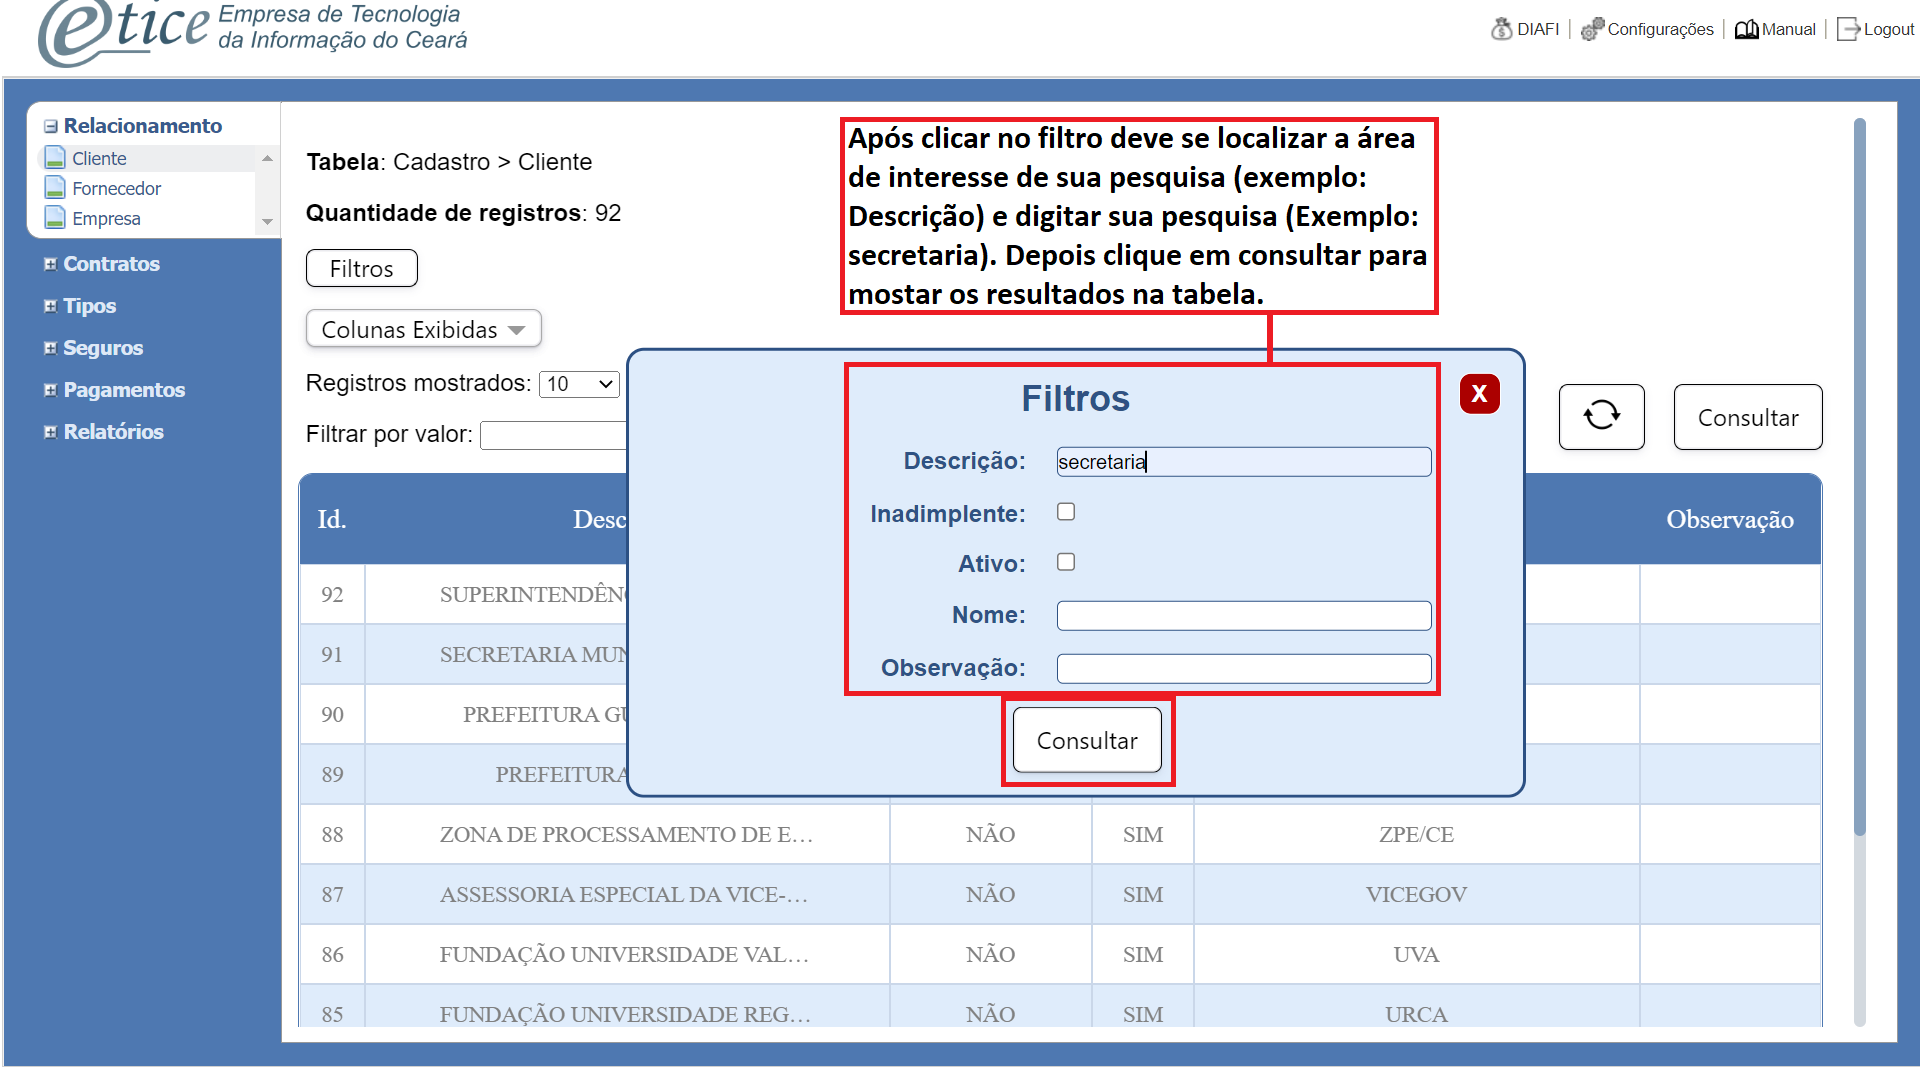 etice Empresa de Tecnologia
da Informação do Ceará
DIAFI
Configurações
Manual
Logout
Relacionamento
Cliente
Fornecedor
Empresa
Contratos
Tipos
Seguros
Pagamentos
Relatórios
Tabela: Cadastro > Cliente
Quantidade de registros: 92
Filtros
Colunas Exibidas
Registros mostrados: 10
Filtrar por valor:
Após clicar no filtro deve se localizar a área
de interesse de sua pesquisa (exemplo:
Descrição) e digitar sua pesquisa (Exemplo:
secretaria). Depois clique em consultar para
mostar os resultados na tabela.
Filtros
X
Descrição: secretaria
Inadimplente:
Ativo:
Nome:
Observação:
Consultar
Consultar
Id. Desc Observação
92 SUPERINTENDÊN
91 SECRETARIA MUN
90 PREFEITURA GU
89 PREFEITURA
88 ZONA DE PROCESSAMENTO DE E... NÃO SIM ZPE/CE
87 ASSESSORIA ESPECIAL DA VICE-... NÃO SIM VICEGOV
86 FUNDAÇÃO UNIVERSIDADE VAL... NÃO SIM UVA
85 FUNDAÇÃO UNIVERSIDADE REG... NÃO SIM URCA